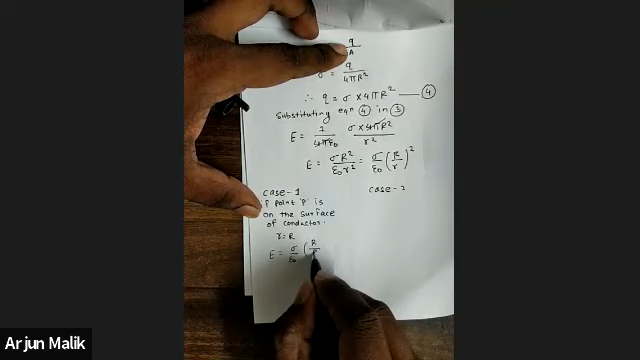 q
A
σ = q / 4πR²
∴ q = σ × 4πR² —— ④
Substituting eqn ④ in ③
E = 1 / 4πε₀ σ × 4πR² / r²
E = σR² / ε₀r² = σ / ε₀ (R / r)²
case-1
case-2
If point 'P' is
on the surface
of conductor.
r = R
E = σ / ε₀ (R / R
Arjun Malik